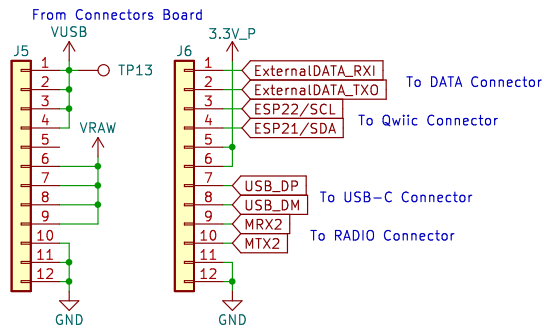 From Connectors Board
VUSB
3.3V_P
J5
J6
1
TP13
2
3
4
VRAW
5
6
7
8
9
10
11
12
GND
1
ExternalDATA_RXI
2
ExternalDATA_TXO
To DATA Connector
3
ESP22/SCL
4
ESP21/SDA
To Qwiic Connector
5
6
7
USB_DP
8
USB_DM
To USB-C Connector
9
MRX2
10
MTX2
To RADIO Connector
11
12
GND